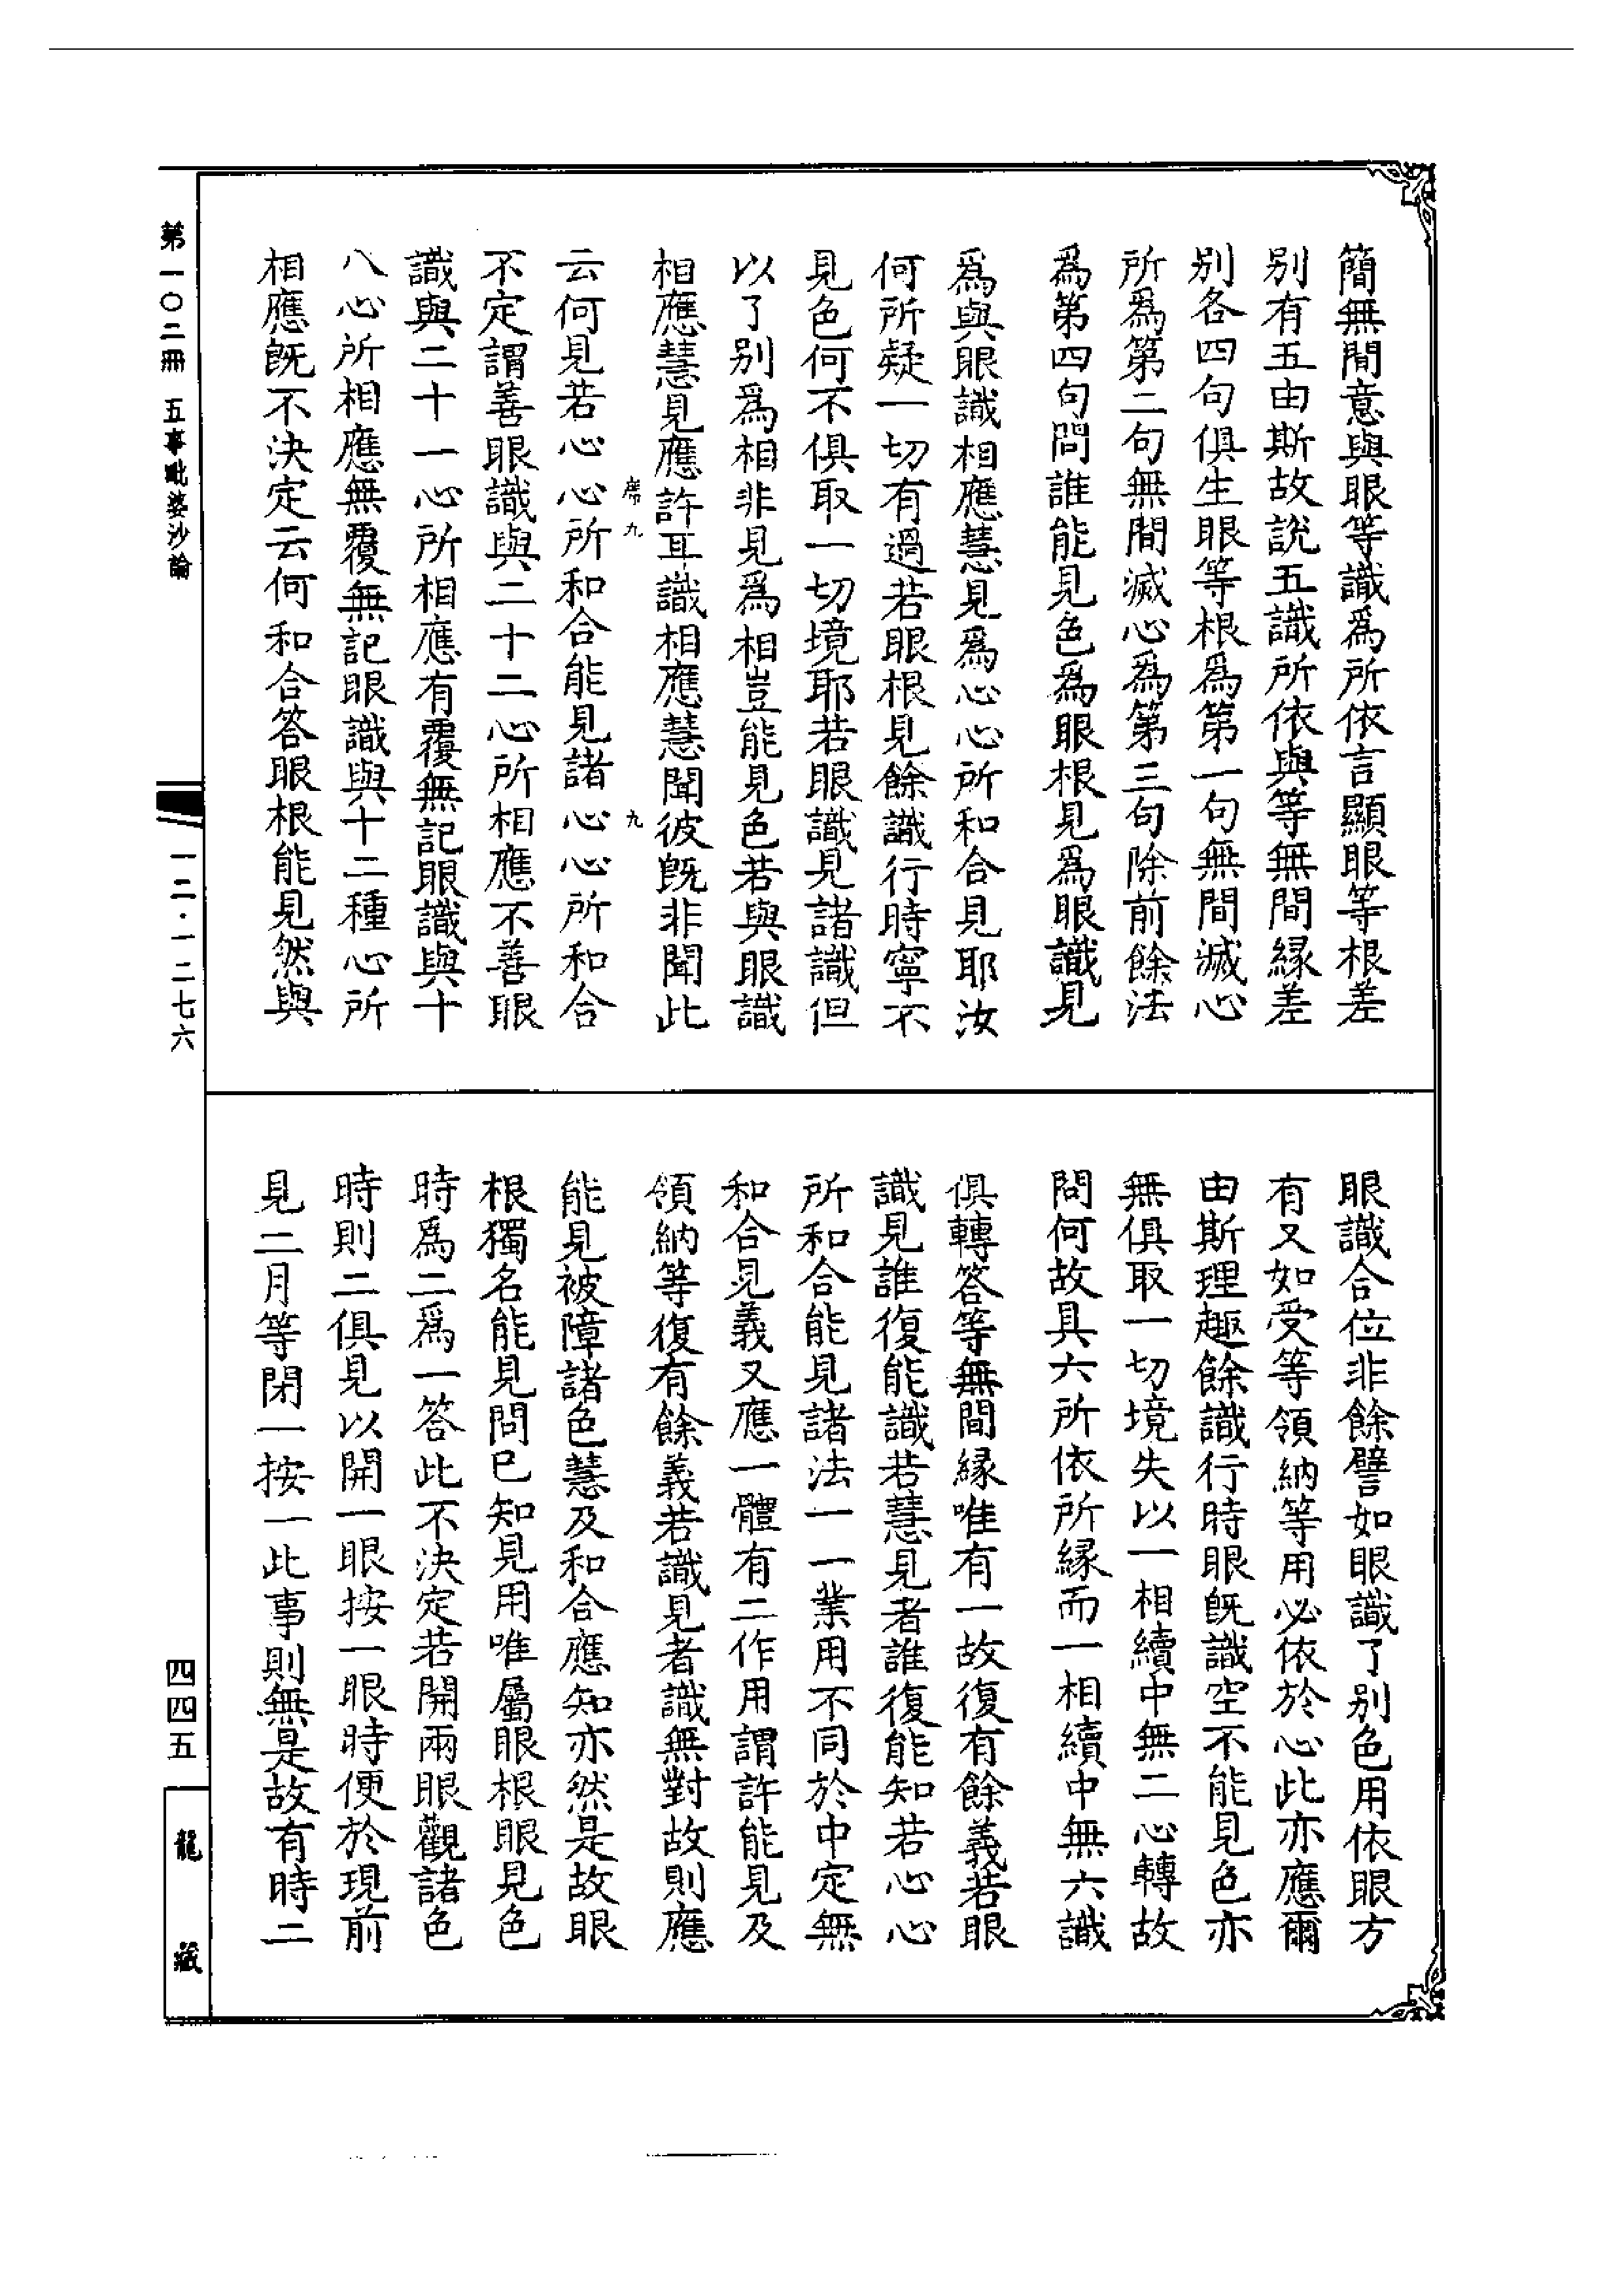 簡無間意與眼等識爲所依言顯眼等根差
別有五由斯故說五識所依與等無間緣差
別各四句俱生眼等根爲第一句無間滅心
所爲第二句無間滅心爲第三句除前餘法
爲第四句問誰能見色爲眼根見爲眼識見
爲與眼識相應慧見爲心心所和合見耶汝
何所疑一切有過若眼根見餘識行時寧不
見色何不俱取一切境耶若眼識見諸識但
以了別爲相非見爲相豈能見色若與眼識
相應慧見應許耳識相應慧聞彼旣非聞此
席九
九
云何見若心心所和合能見諸心心所和合
不定謂善眼識與二十二心所相應不善眼
識與二十一心所相應有覆無記眼識與十
八心所相應無覆無記眼識與十二種心所
相應旣不決定云何和合答眼根能見然與
眼識合位非餘譬如眼識了別色用依眼方
有又如受等領納等用必依於心此亦應爾
由斯理趣餘識行時眼旣識空不能見色亦
無俱取一切境失以一相續中無二心轉故
問何故具六所依所緣而一相續中無六識
俱轉答等無間緣唯有一故復有餘義若眼
識見誰復能識若慧見者誰復能知若心心
所和合能見諸法一一業用不同於中定無
和合見義又應一體有二作用謂許能見及
領納等復有餘義若識見者識無對故則應
能見被障諸色慧及和合應知亦然是故眼
根獨名能見問已知見用唯屬眼根眼見色
時爲二爲一答此不決定若開兩眼觀諸色
時則二俱見以開一眼按一眼時便於現前
見二月等閉一按一此事則無是故有時二
第一〇二冊 五事毗婆沙論
一二·一二七六
四四五
龍藏